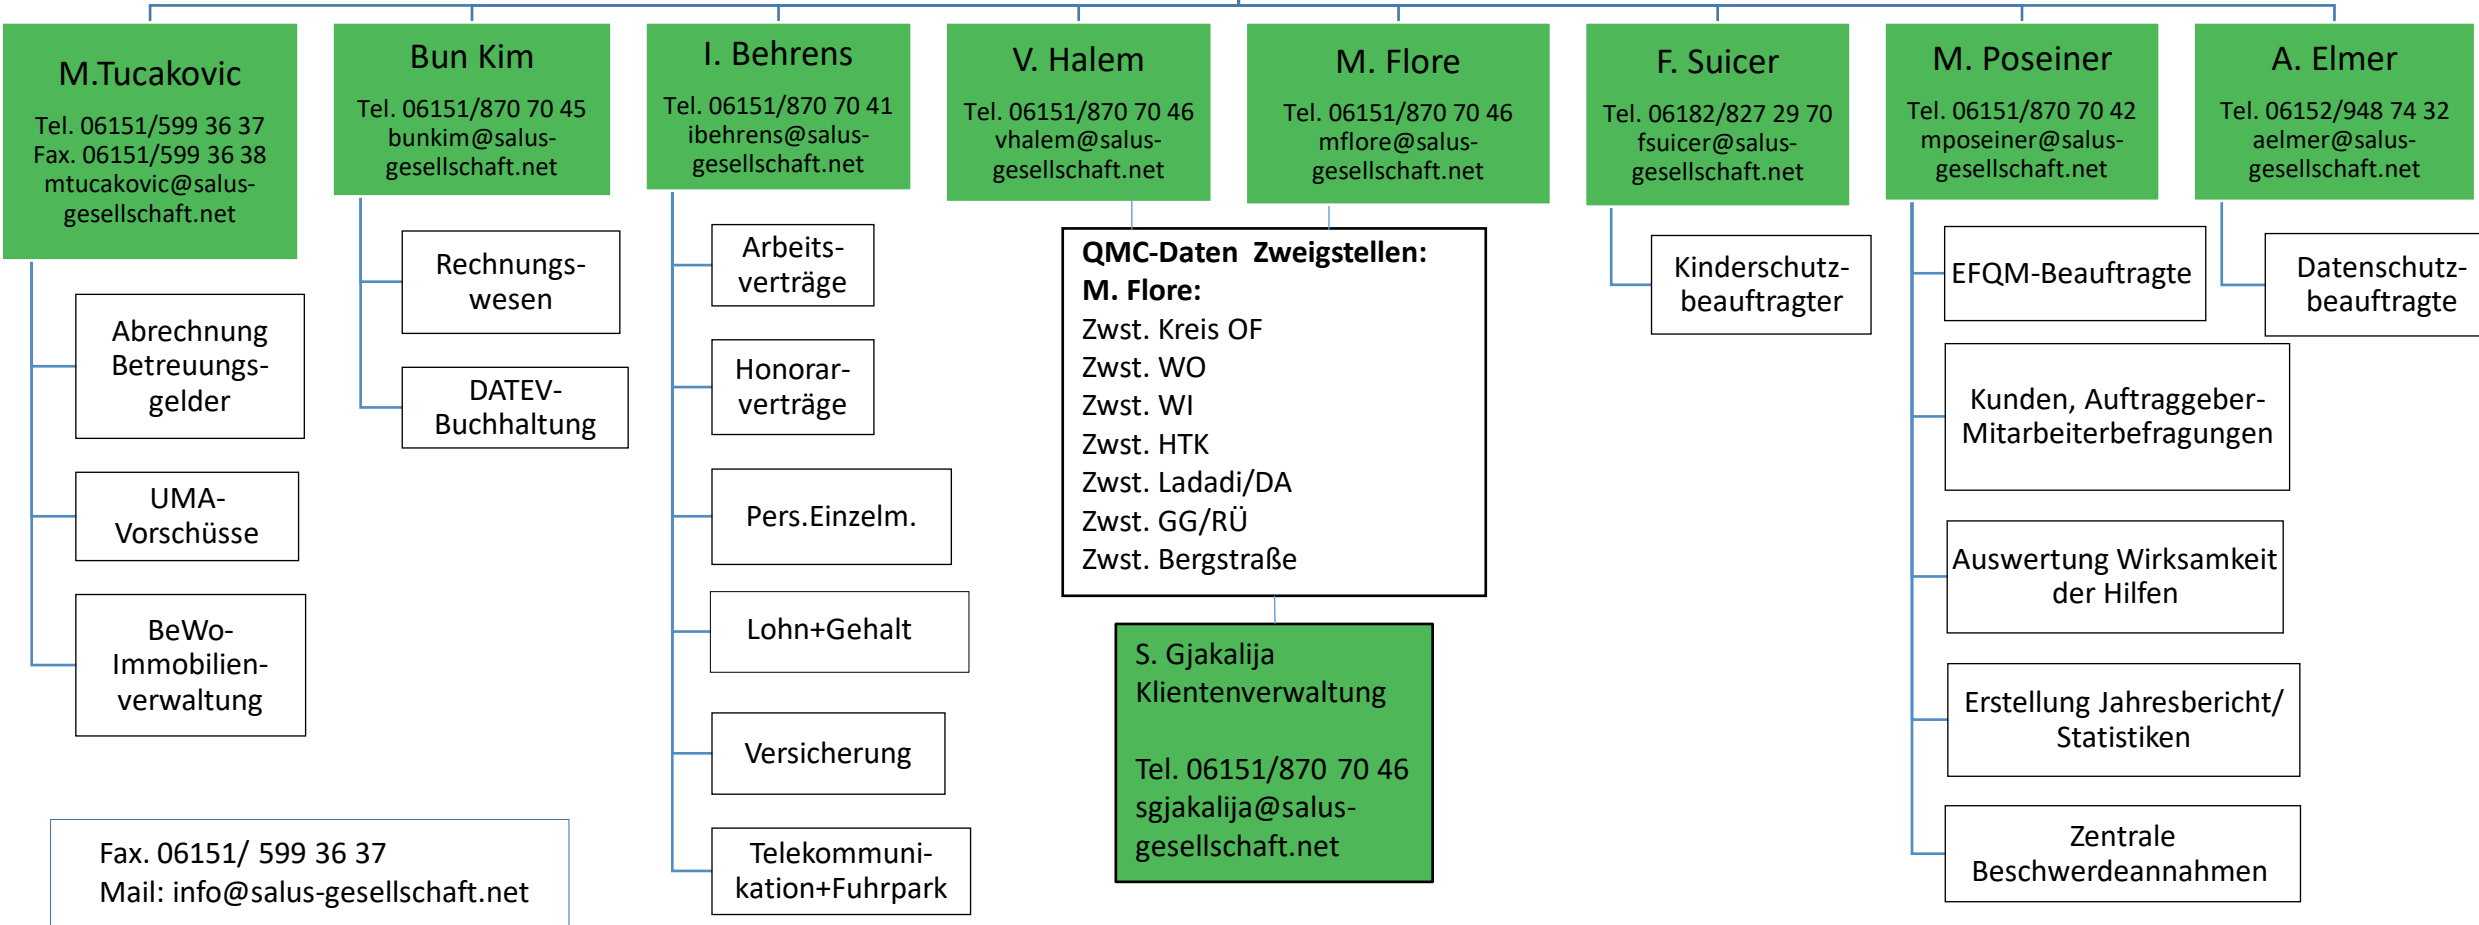 M.Tucakovic
Tel. 06151/599 36 37
Fax. 06151/599 36 38
mtucakovic@salus-
gesellschaft.net
Abrechnung
Betreuungs-
gelder
UMA-
Vorschüsse
BeWo-
Immobilien-
verwaltung
Bun Kim
Tel. 06151/870 70 45
bunkim@salus-
gesellschaft.net
Rechnungs-
wesen
DATEV-
Buchhaltung
I. Behrens
Tel. 06151/870 70 41
ibehrens@salus-
gesellschaft.net
Arbeits-
verträge
Honorar-
verträge
Pers.Einzelm.
Lohn+Gehalt
Versicherung
Telekommuni-
kation+Fuhrpark
V. Halem
Tel. 06151/870 70 46
vhalem@salus-
gesellschaft.net
M. Flore
Tel. 06151/870 70 46
mflore@salus-
gesellschaft.net
QMC-Daten Zweigstellen:
M. Flore:
Zwst. Kreis OF
Zwst. WO
Zwst. WI
Zwst. HTK
Zwst. Ladadi/DA
Zwst. GG/RÜ
Zwst. Bergstraße
S. Gjakalija
Klientenverwaltung
Tel. 06151/870 70 46
sgjakalija@salus-
gesellschaft.net
F. Suicer
Tel. 06182/827 29 70
fsuicer@salus-
gesellschaft.net
Kinderschutz-
beauftragter
M. Poseiner
Tel. 06151/870 70 42
mposeiner@salus-
gesellschaft.net
EFQM-Beauftragte
Kunden, Auftraggeber-
Mitarbeiterbefragungen
Auswertung Wirksamkeit
der Hilfen
Erstellung Jahresbericht/
Statistiken
Zentrale
Beschwerdeannahmen
A. Elmer
Tel. 06152/948 74 32
aelmer@salus-
gesellschaft.net
Datenschutz-
beauftragte
Fax. 06151/ 599 36 37
Mail: info@salus-gesellschaft.net